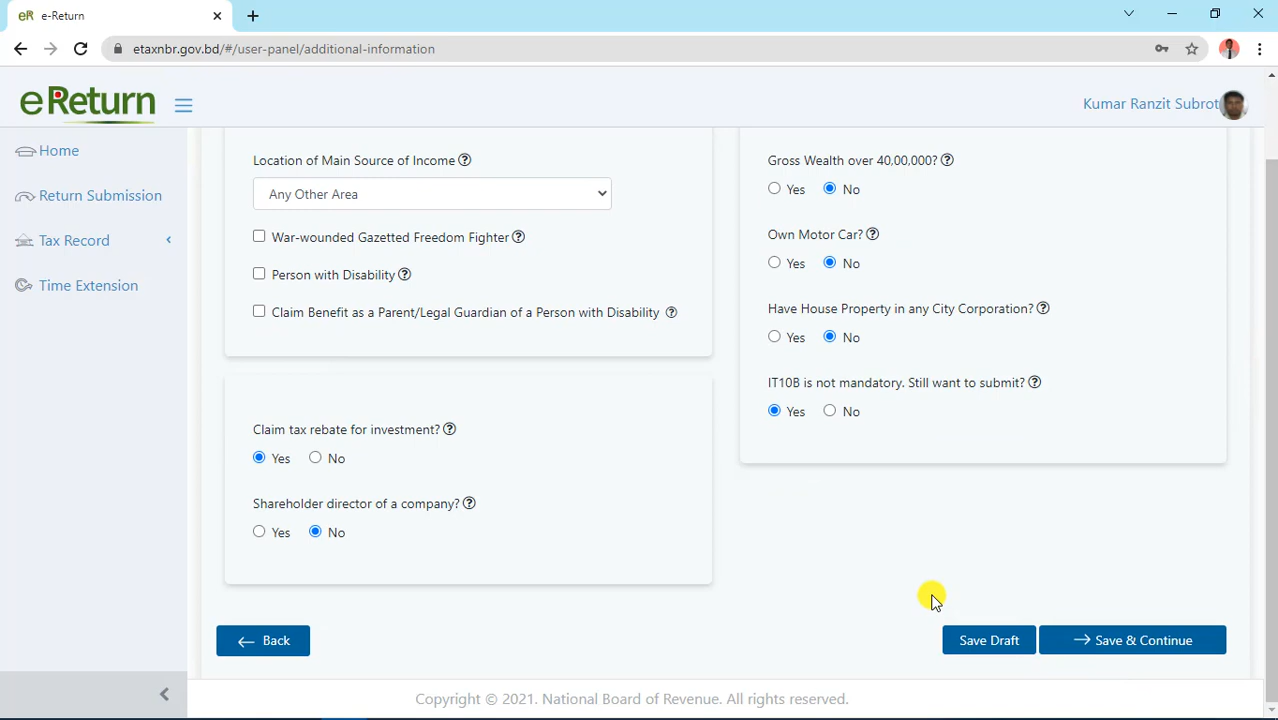 eR e-Return
etaxnbr.gov.bd/#/user-panel/additional-information
eReturn
Kumar Ranzit Subrot
Home
Return Submission
Tax Record
Time Extension
Location of Main Source of Income
Any Other Area
War-wounded Gazetted Freedom Fighter
Person with Disability
Claim Benefit as a Parent/Legal Guardian of a Person with Disability
Claim tax rebate for investment?
Yes No
Shareholder director of a company?
Yes No
Gross Wealth over 40,00,000?
Yes No
Own Motor Car?
Yes No
Have House Property in any City Corporation?
Yes No
IT10B is not mandatory. Still want to submit?
Yes No
Back
Save Draft
Save & Continue
Copyright © 2021. National Board of Revenue. All rights reserved.